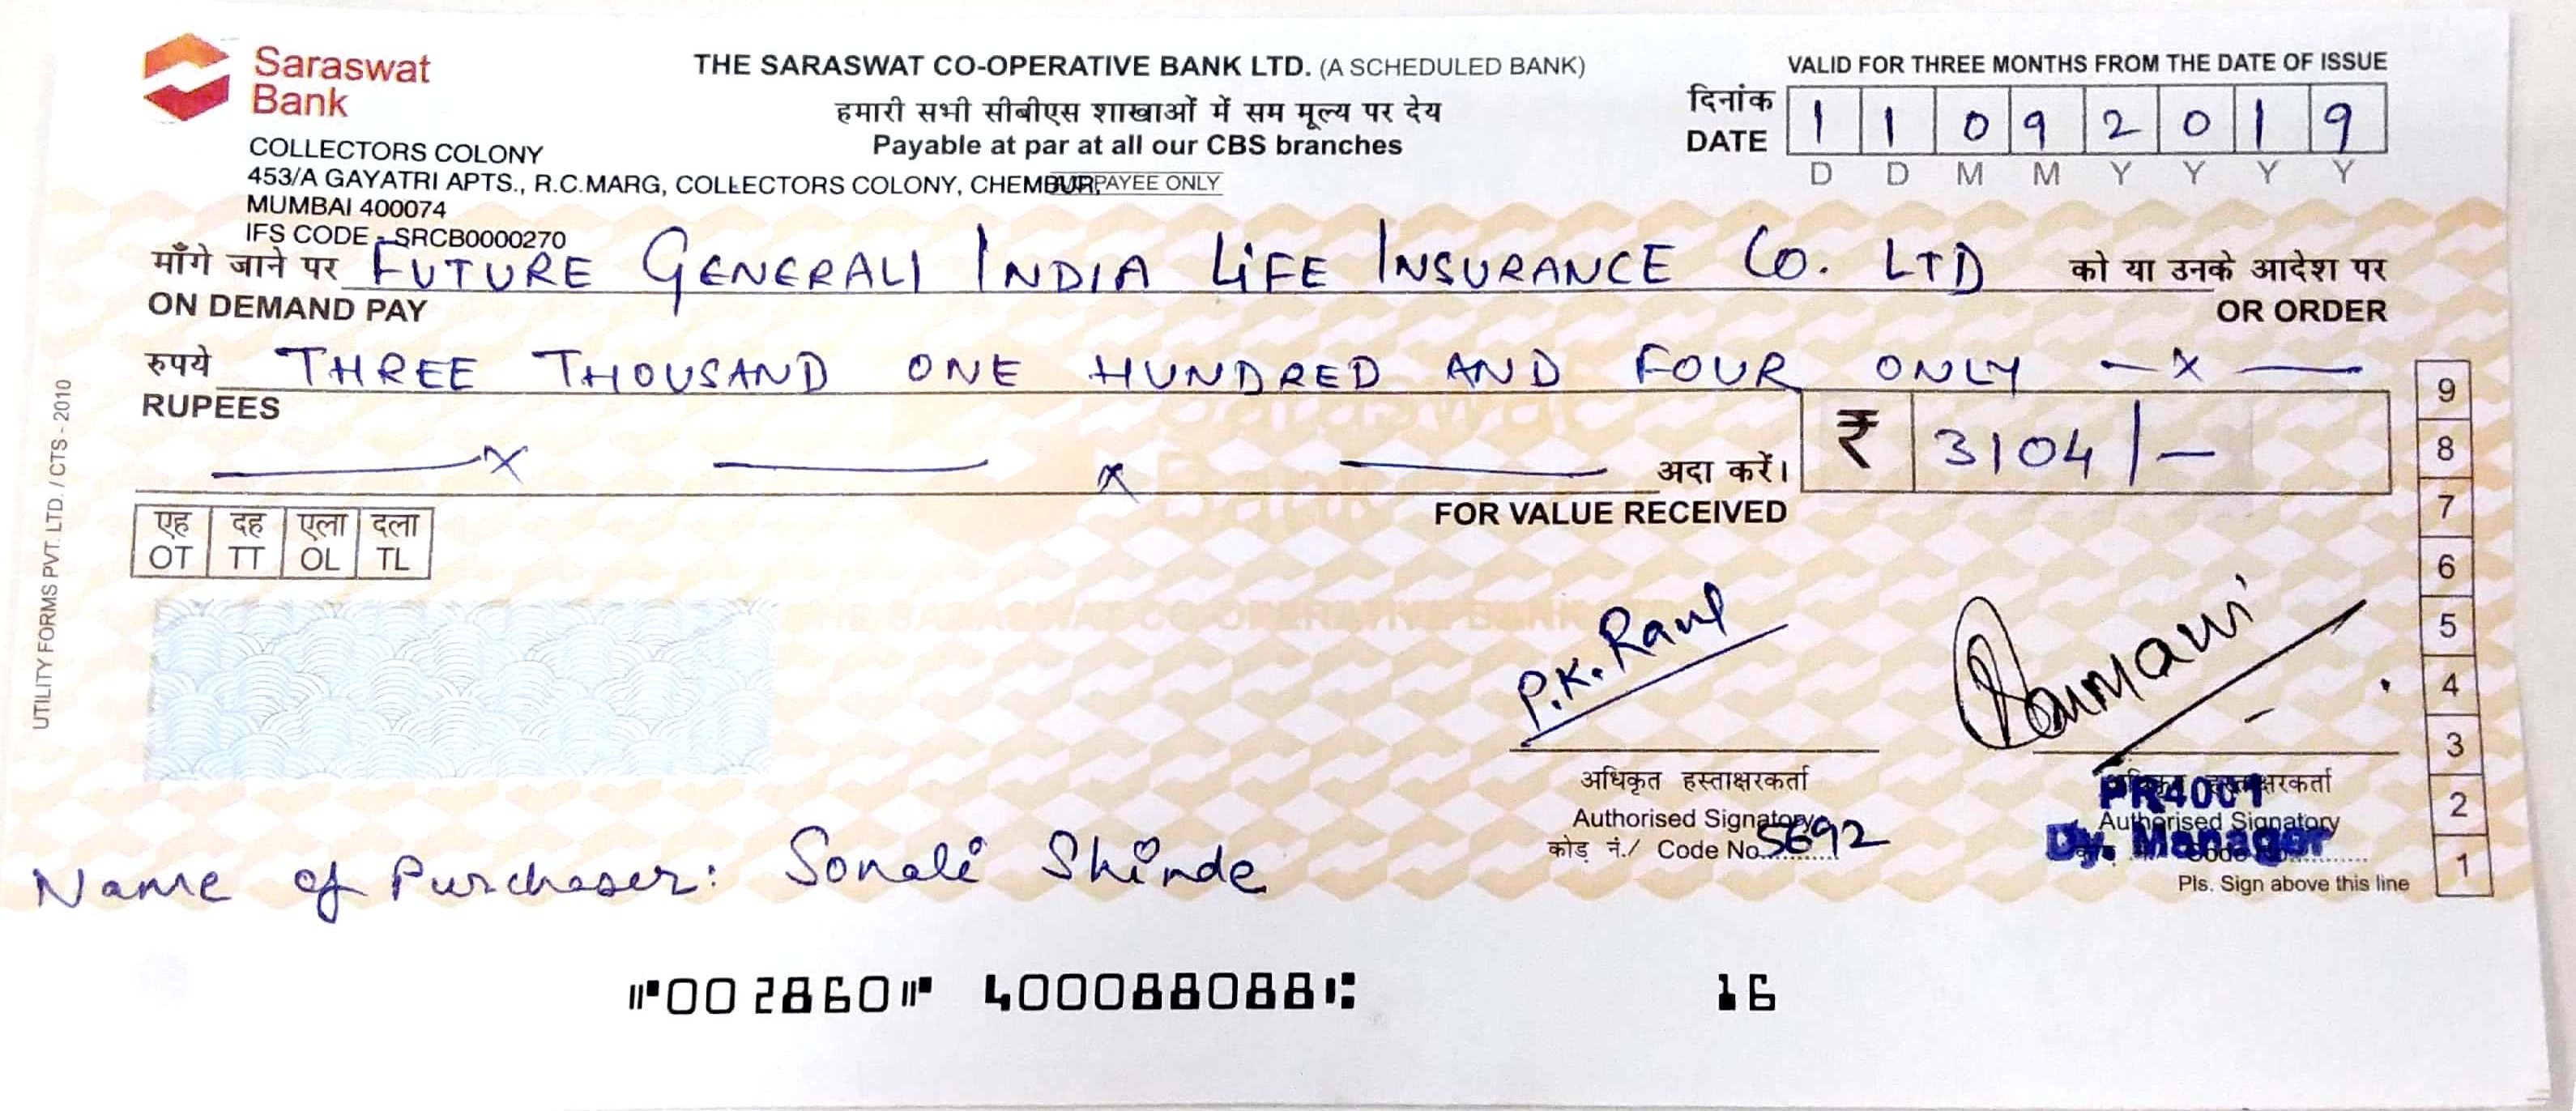 Saraswat
Bank
THE SARASWAT CO-OPERATIVE BANK LTD. (A SCHEDULED BANK)
हमारी सभी सीबीएस शाखाओं में सम मूल्य पर देय
Payable at par at all our CBS branches
VALID FOR THREE MONTHS FROM THE DATE OF ISSUE
दिनांक
DATE 1 1 0 9 2 0 1 9
D D M M Y Y Y Y
COLLECTORS COLONY
453/A GAYATRI APTS., R.C.MARG, COLLECTORS COLONY, CHEMBUR, PAYEE ONLY
MUMBAI 400074
IFS CODE - SRCB0000270
माँगे जाने पर FUTURE GENERALI INDIA LIFE INSURANCE CO. LTD को या उनके आदेश पर
ON DEMAND PAY OR ORDER
रुपये THREE THOUSAND ONE HUNDRED AND FOUR ONLY —x—
RUPEES
——x —— x —— अदा करें। ₹ 3104/-
FOR VALUE RECEIVED
एह दह एला दला
OT TT OL TL
UTILITY FORMS PVT. LTD. / CTS - 2010
9
8
7
6
5
4
3
2
1
THE SARASWAT CO-OPERATIVE BANK
P.K. Raul
अधिकृत हस्ताक्षरकर्ता
Authorised Signatory
कोड नं./ Code No. 5692
PR4001
Authorised Signatory
Dy. Manager
Pls. Sign above this line
Name of Purchaser: Sonali Shinde
⑈002860⑈ 400088088⑆ 16